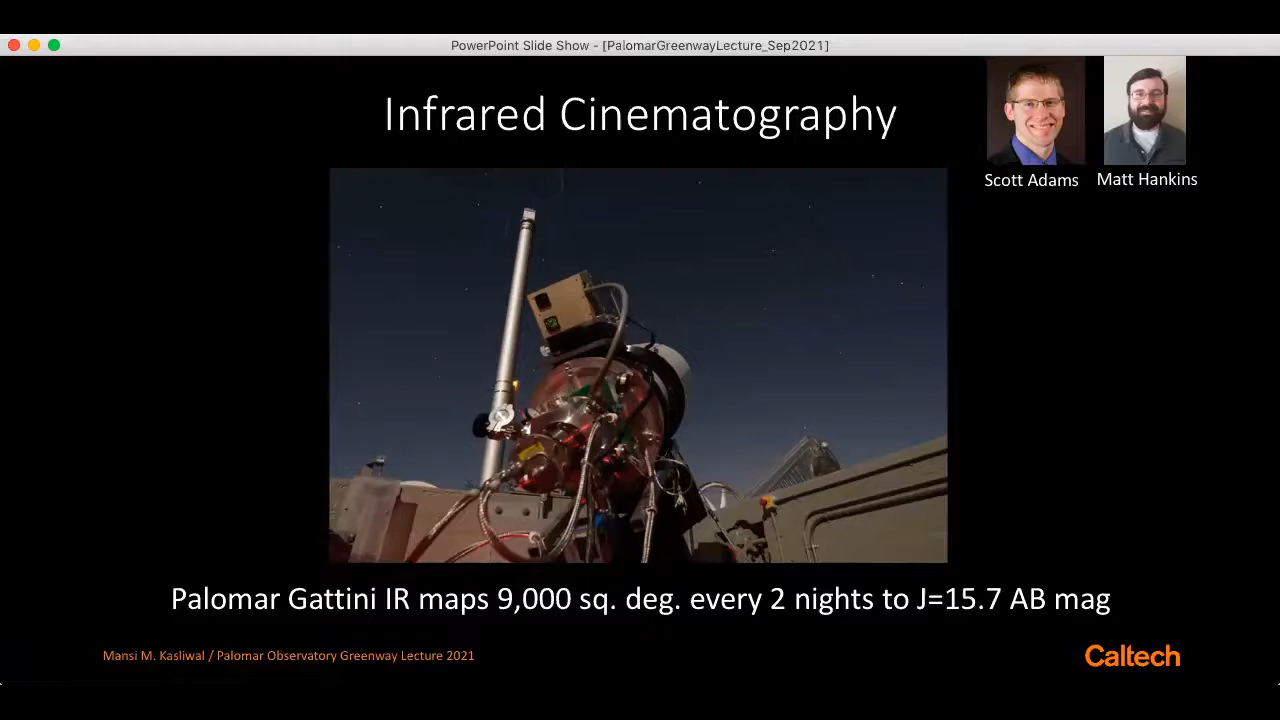 PowerPoint Slide Show - [PalomarGreenwayLecture_Sep2021]
Infrared Cinematography
Scott Adams
Matt Hankins
Palomar Gattini IR maps 9,000 sq. deg. every 2 nights to J=15.7 AB mag
Mansi M. Kasliwal / Palomar Observatory Greenway Lecture 2021
Caltech